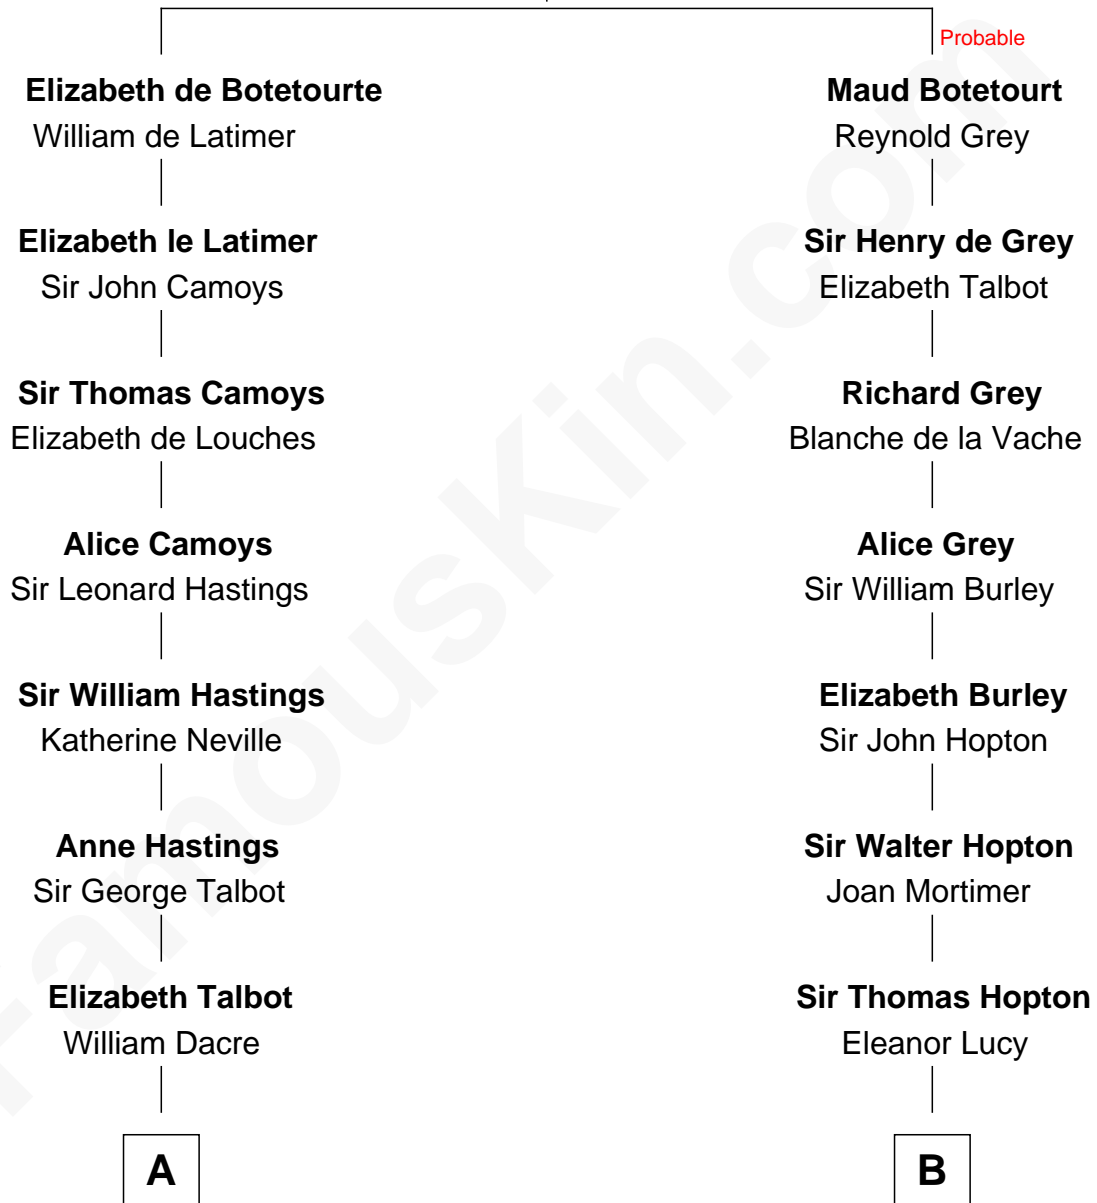 Probable
Elizabeth de Botetourte
William de Latimer
Maud Botetourt
Reynold Grey
Elizabeth le Latimer
Sir John Camoys
Sir Henry de Grey
Elizabeth Talbot
Sir Thomas Camoys
Elizabeth de Louches
Richard Grey
Blanche de la Vache
Alice Camoys
Sir Leonard Hastings
Alice Grey
Sir William Burley
Sir William Hastings
Katherine Neville
Elizabeth Burley
Sir John Hopton
Anne Hastings
Sir George Talbot
Sir Walter Hopton
Joan Mortimer
Elizabeth Talbot
William Dacre
Sir Thomas Hopton
Eleanor Lucy
A
B
FamousKin.com